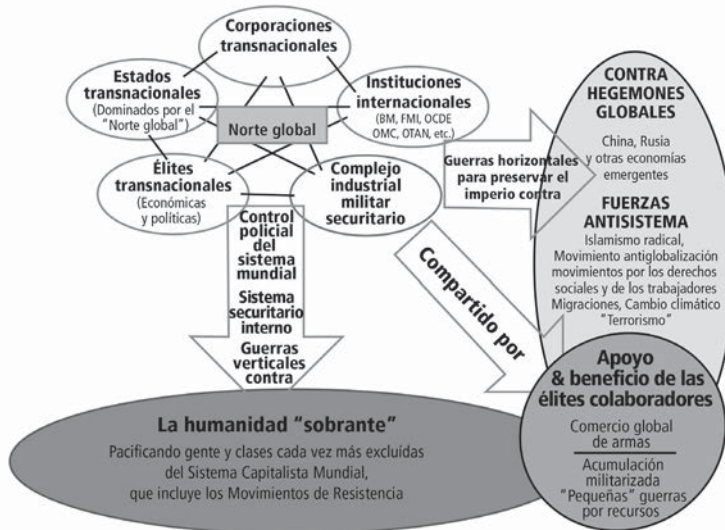 Corporaciones
transnacionales
Estados
transnacionales
(Dominados por el
"Norte global")
Instituciones
internacionales
(BM, FMI, OCDE
OMC, OTAN, etc.)
Norte global
Élites
transnacionales
(Económicas
y políticas)
Complejo
industrial
militar
securitario
Guerras horizontales
para preservar el
imperio contra
CONTRA
HEGEMONES
GLOBALES
China, Rusia
y otras economías
emergentes
FUERZAS
ANTISISTEMA
Islamismo radical,
Movimiento antiglobalización
movimientos por los derechos
sociales y de los trabajadores
Migraciones, Cambio climático
"Terrorismo"
Control
policial
del
sistema
mundial
Sistema
securitario
interno
Guerras
verticales
contra
Compartido por
Apoyo
& beneficio de las
élites colaboradores
Comercio global
de armas
Acumulación
militarizada
"Pequeñas" guerras
por recursos
La humanidad "sobrante"
Pacificando gente y clases cada vez más excluídas
del Sistema Capitalista Mundial,
que incluye los Movimientos de Resistencia